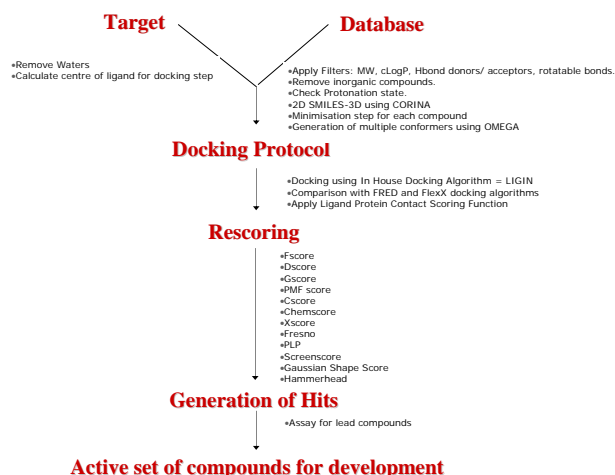 Target
Database
•Remove Waters
•Calculate centre of ligand for docking step
•Apply Filters: MW, cLogP, Hbond donors/ acceptors, rotatable bonds.
•Remove inorganic compounds.
•Check Protonation state.
•2D SMILES-3D using CORINA
•Minimisation step for each compound
•Generation of multiple conformers using OMEGA
Docking Protocol
•Docking using In House Docking Algorithm = LIGIN
•Comparison with FRED and FlexX docking algorithms
•Apply Ligand Protein Contact Scoring Function
Rescoring
•Fscore
•Dscore
•Gscore
•PMF score
•Cscore
•Chemscore
•Xscore
•Fresno
•PLP
•Screenscore
•Gaussian Shape Score
•Hammerhead
Generation of Hits
•Assay for lead compounds
Active set of compounds for development